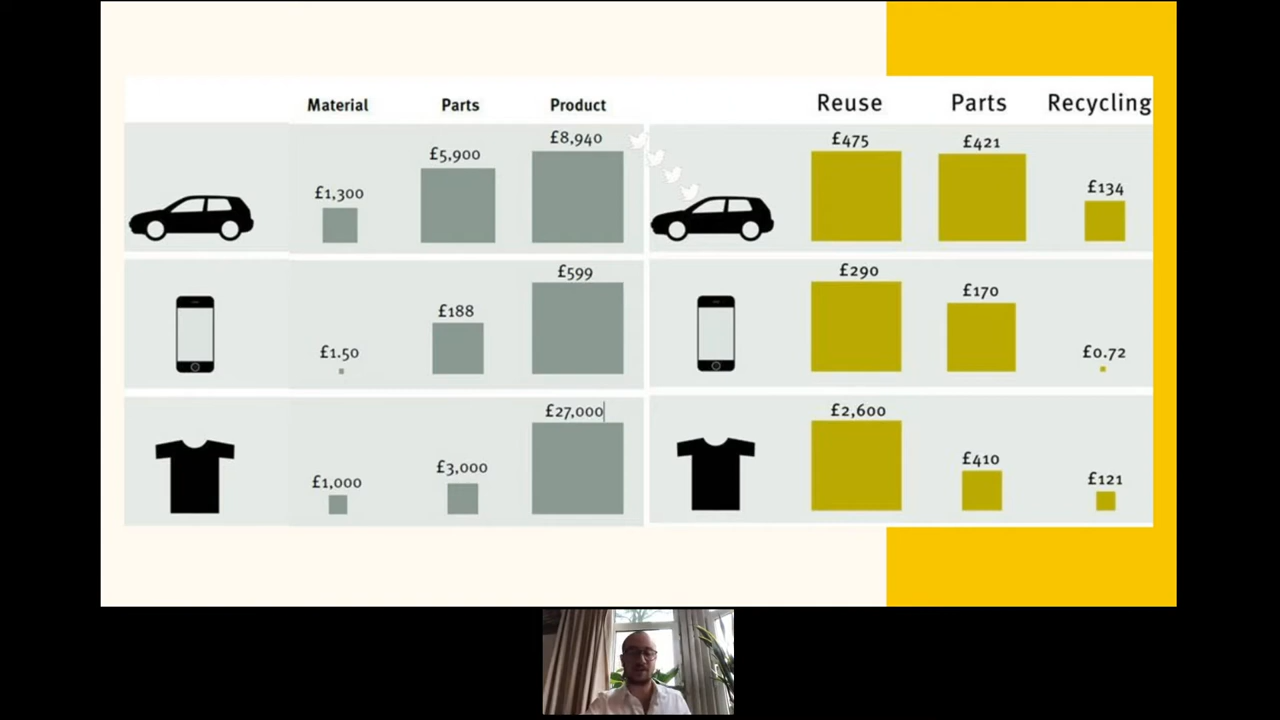 Material Parts Product Reuse Parts Recycling
£1,300 £5,900 £8,940 £475 £421 £134
£1.50 £188 £599 £290 £170 £0.72
£1,000 £3,000 £27,000 £2,600 £410 £121